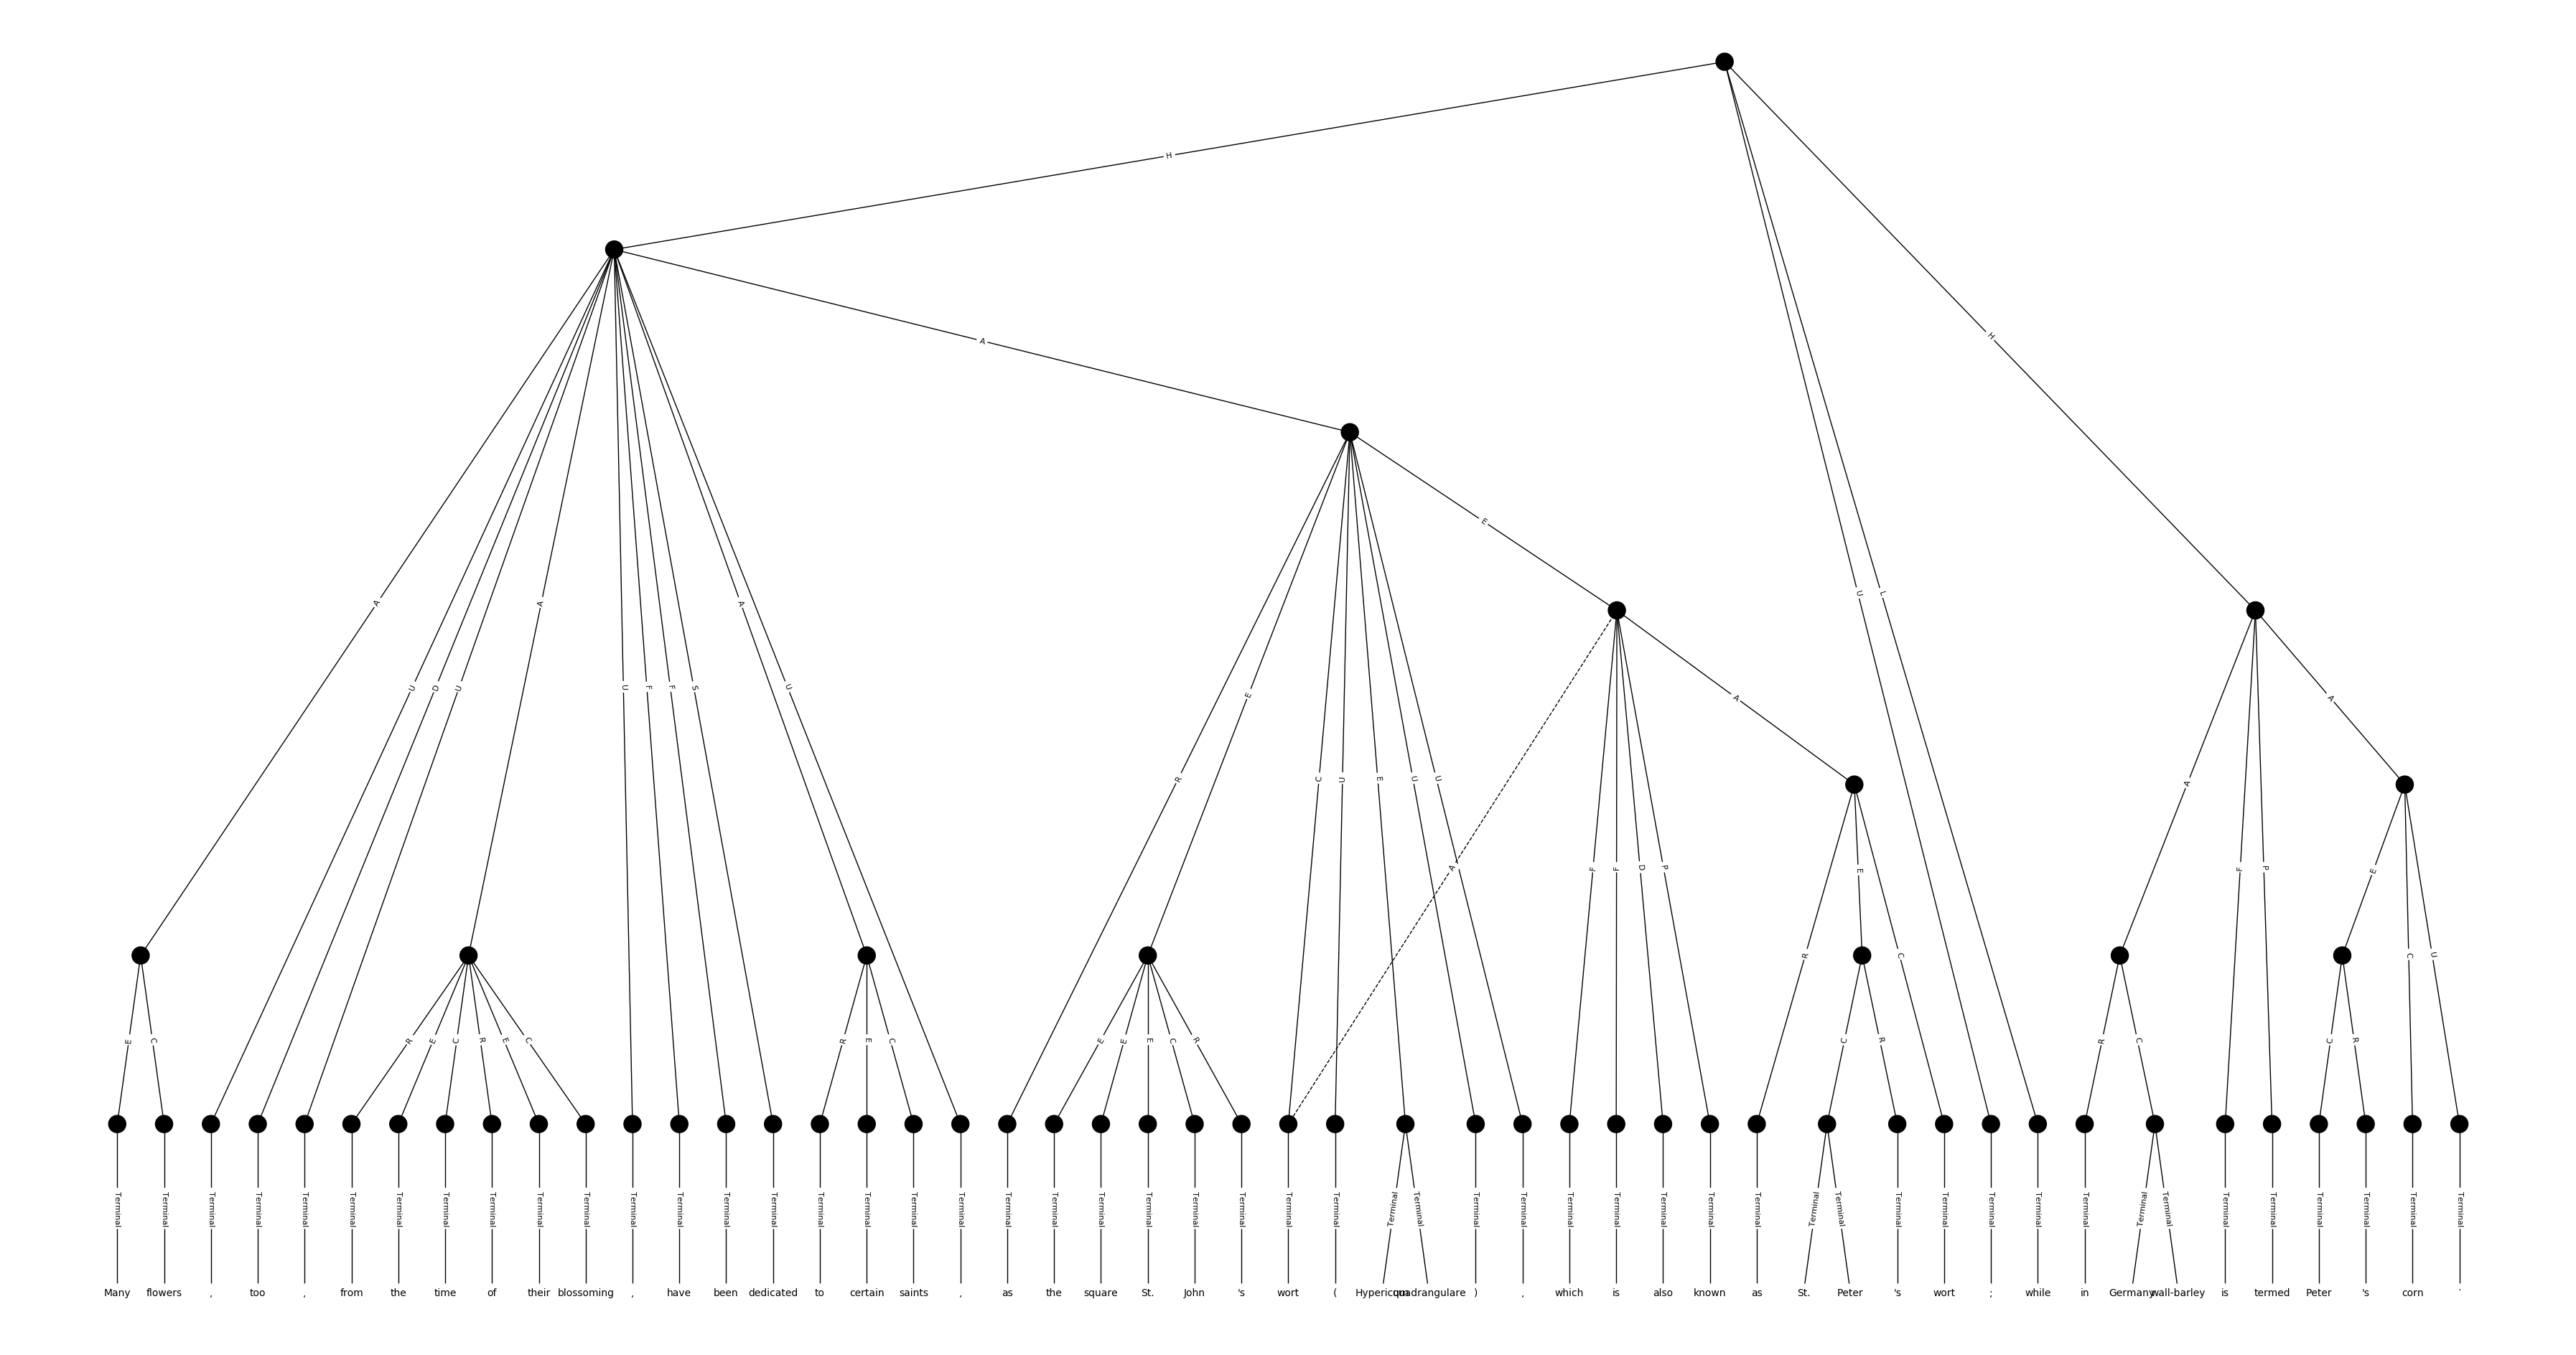 H
A
H
E
A A A U
U L
U D U U F F S U
E A A
R C U E U U A
A F F D P F P
E E
R C C U
E C R E C R E C R E C E E E C R C R R C C R
Terminal Terminal Terminal Terminal Terminal Terminal Terminal Terminal Terminal Terminal Terminal Terminal Terminal Terminal Terminal Terminal Terminal Terminal Terminal Terminal Terminal Terminal Terminal Terminal Terminal Terminal Terminal Terminal Terminal Terminal Terminal Terminal Terminal Terminal Terminal Terminal Terminal Terminal Terminal Terminal Terminal Terminal Terminal Terminal Terminal Terminal Terminal Terminal Terminal Terminal Terminal
Many flowers , too , from the time of their blossoming , have been dedicated to certain saints , as the square St. John 's wort ( Hypericum quadrangulare ) , which is also known as St. Peter 's wort ; while in Germany wall-barley is termed Peter 's corn .